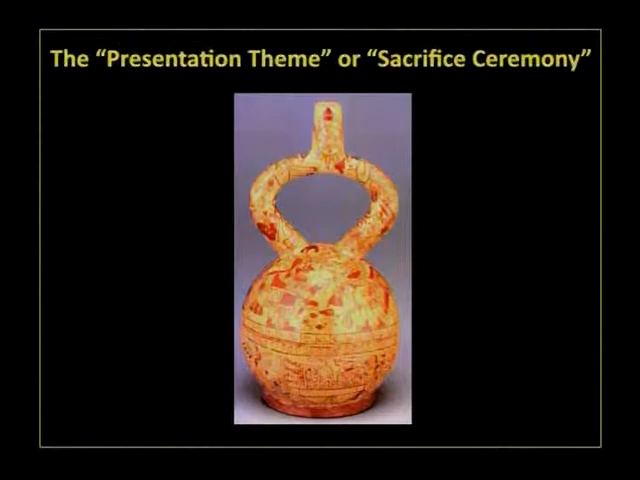 The “Presentation Theme” or “Sacrifice Ceremony”